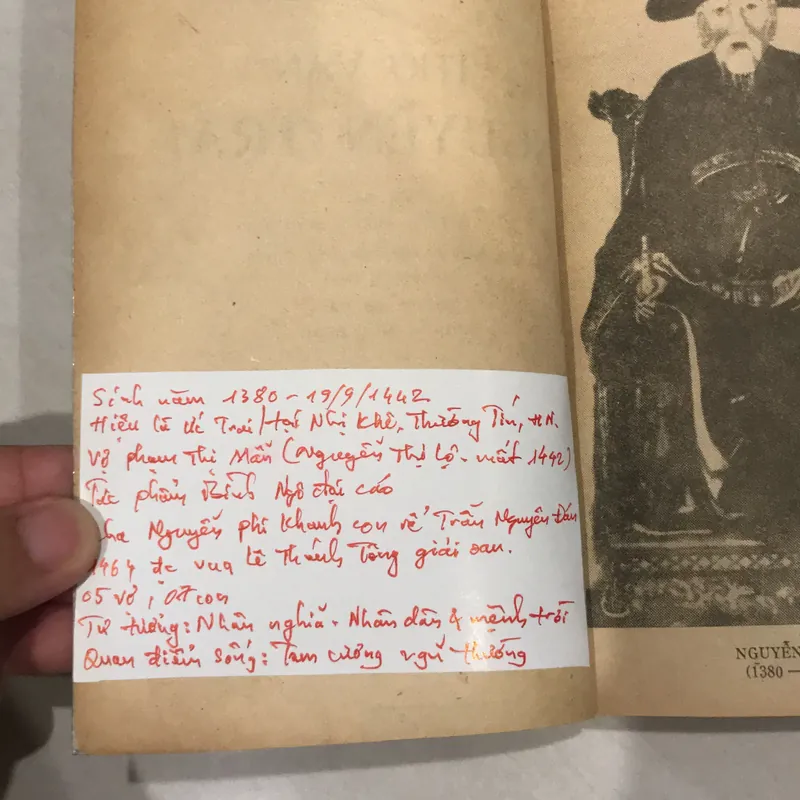 Sinh năm 1380 - 19/9/1442
Hiệu là Ức Trai / Tại Nhị Khê, Thường Tín, HN.
Vợ phạm Thị Mẫn (Nguyễn Thị Lộ - mất 1442)
Tác phẩm Bình Ngô đại cáo
Cha Nguyễn phi Khanh con rể Trần Nguyên Đán
1464 đc vua Lê Thánh Tông giải oan.
05 vợ, 07 con
Tư tưởng: Nhân nghĩa - Nhân dân & mệnh trời
Quan điểm sống: Tam cương ngũ thường
NGUYỄN
(1380 —